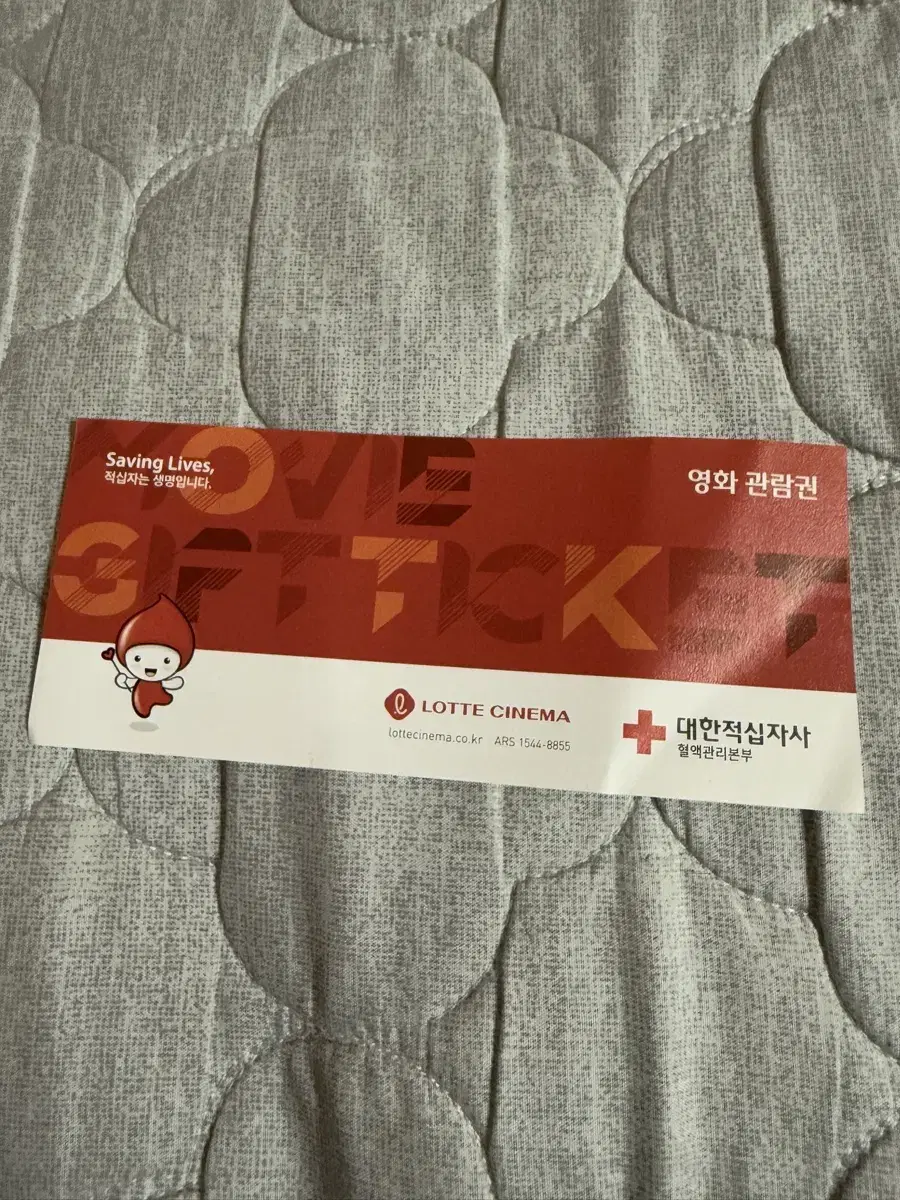 Saving Lives,
적십자는 생명입니다.
영화 관람권
MOVIE
GIFT TICKET
LOTTE CINEMA
lottecinema.co.kr ARS 1544-8855
대한적십자사
혈액관리본부